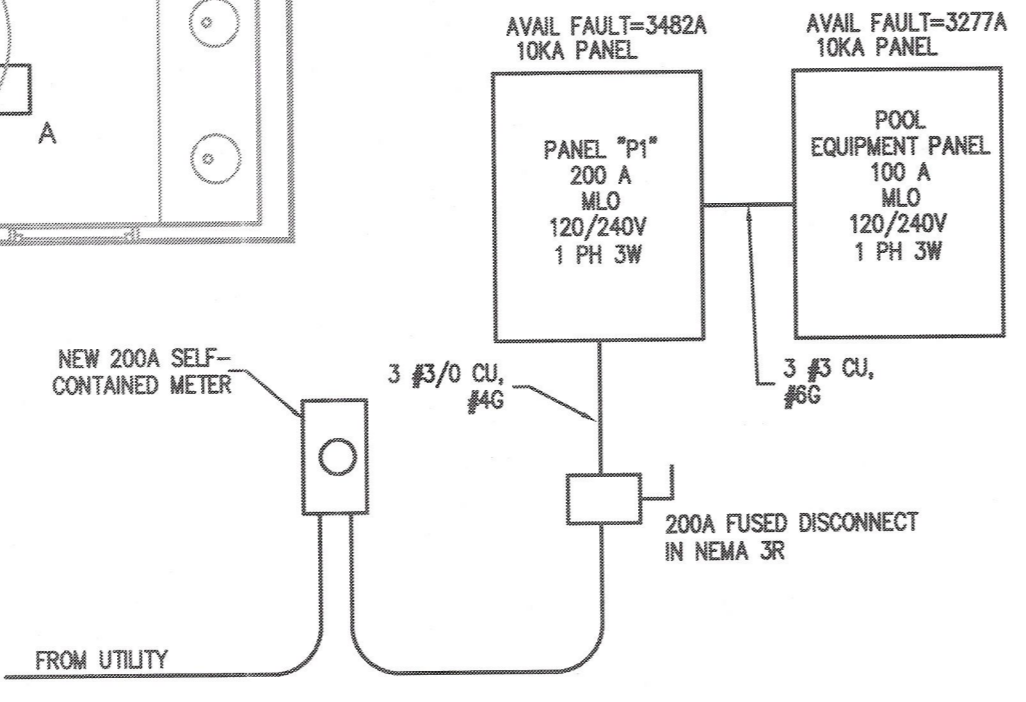 AVAIL FAULT=3482A
10KA PANEL
AVAIL FAULT=3277A
10KA PANEL
A
PANEL "P1"
200 A
MLO
120/240V
1 PH 3W
POOL
EQUIPMENT PANEL
100 A
MLO
120/240V
1 PH 3W
NEW 200A SELF-
CONTAINED METER
3 #3/0 CU,
#4G
3 #3 CU,
#6G
200A FUSED DISCONNECT
IN NEMA 3R
FROM UTILITY